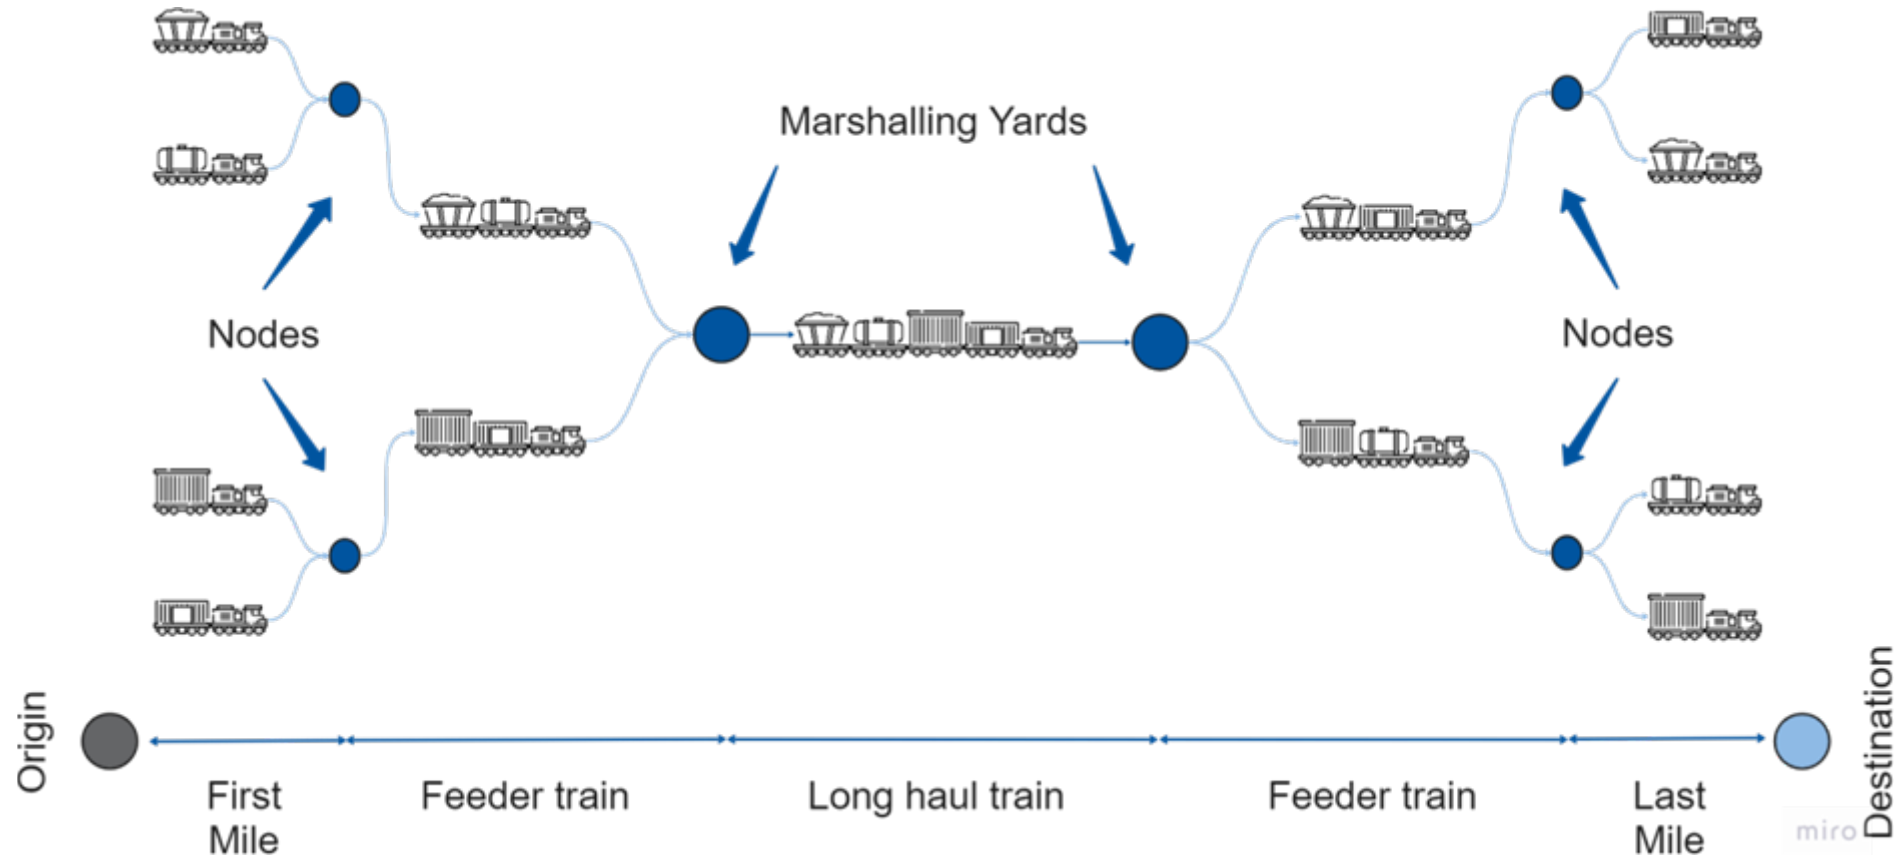 Marshalling Yards
Nodes
Nodes
Origin
First
Mile
Feeder train
Long haul train
Feeder train
Last
Mile
Destination
miro